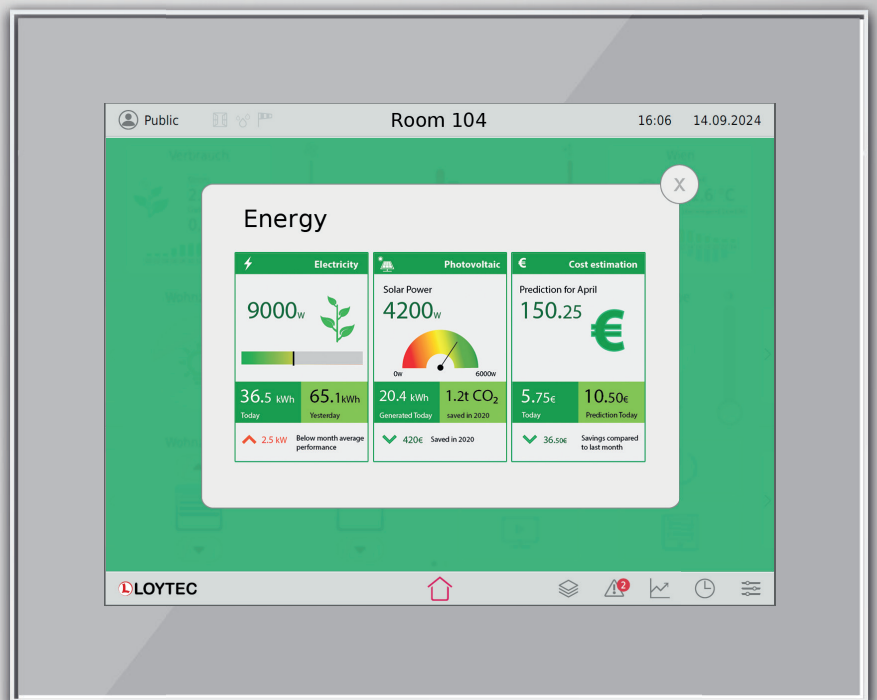 Public
Room 104
16:06 14.09.2024
Verbrauch
X
Energy
Electricity
9000W
36.5 kWh
Today
65.1kWh
Yesterday
2.5 kW
Below month average
performance
Photovoltaic
Solar Power
4200W
0w
6000w
20.4 kWh
Generated Today
1.2t CO₂
saved in 2020
420€
Saved in 2020
€ Cost estimation
Prediction for April
150.25
€
5.75€
Today
10.50€
Prediction Today
36.50€
Savings compared
to last month
LLOYTEC
2